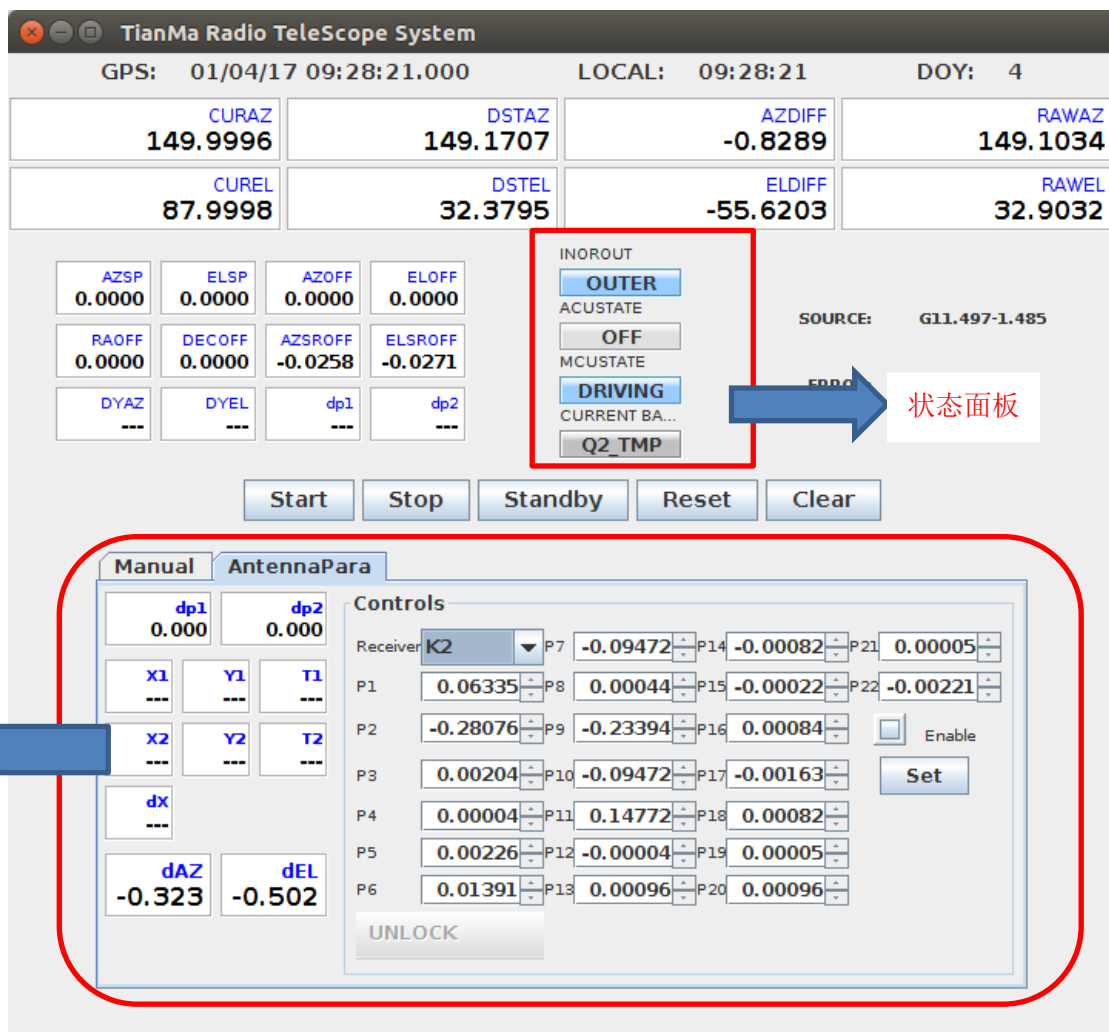 TianMa Radio TeleScope System
GPS: 01/04/17 09:28:21.000 LOCAL: 09:28:21 DOY: 4
CURAZ DSTAZ AZDIFF RAWAZ
149.9996 149.1707 -0.8289 149.1034
CUREL DSTEL ELDIFF RAWEL
87.9998 32.3795 -55.6203 32.9032
AZSP ELSP AZOFF ELOFF
0.0000 0.0000 0.0000 0.0000
RAOFF DECOFF AZSROFF ELSROFF
0.0000 0.0000 -0.0258 -0.0271
DYAZ DYEL dp1 dp2
--- --- --- ---
INOROUT
OUTER
ACUSTATE
OFF
MCUSTATE
DRIVING
CURRENT BA...
Q2_TMP
SOURCE: G11.497-1.485
状态面板
Start Stop Standby Reset Clear
Manual AntennaPara
dp1 dp2
0.000 0.000
X1 Y1 T1
--- --- ---
X2 Y2 T2
--- --- ---
dX
---
dAZ dEL
-0.323 -0.502
Controls
Receiver K2 P7 -0.09472 P14 -0.00082 P21 0.00005
P1 0.06335 P8 0.00044 P15 -0.00022 P22 -0.00221
P2 -0.28076 P9 -0.23394 P16 0.00084 Enable
P3 0.00204 P10 -0.09472 P17 -0.00163 Set
P4 0.00004 P11 0.14772 P18 0.00082
P5 0.00226 P12 -0.00004 P19 0.00005
P6 0.01391 P13 0.00096 P20 0.00096
UNLOCK